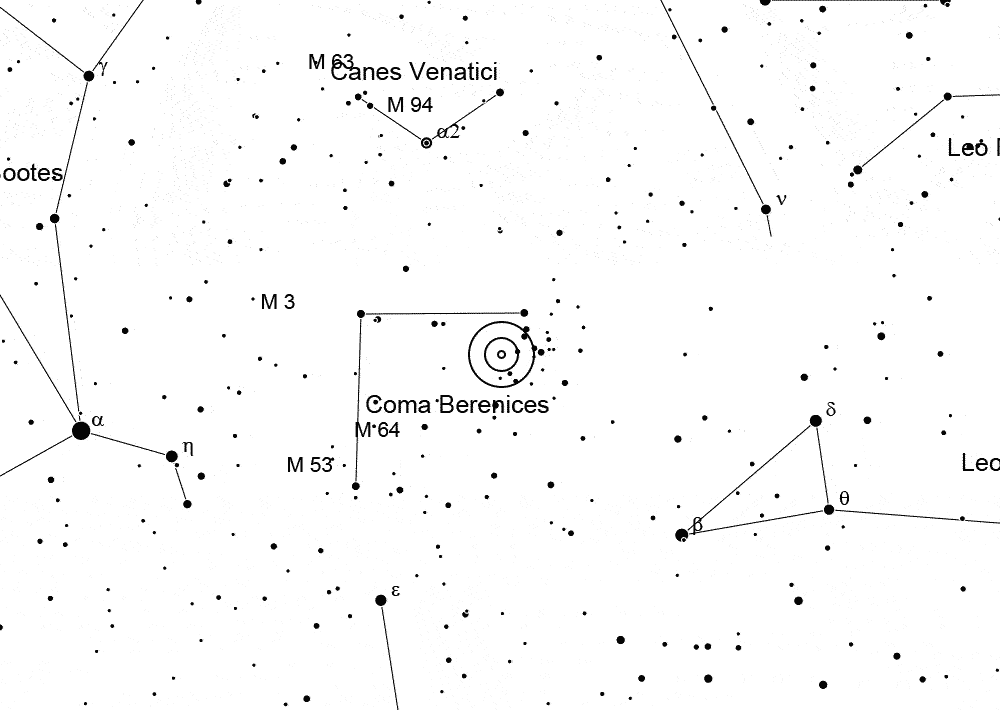 M 63
Canes Venatici
γ
M 94
α2
Leo
ootes
ν
M 3
Coma Berenices
δ
α
M 64
η
M 53
Leo
θ
β
ε